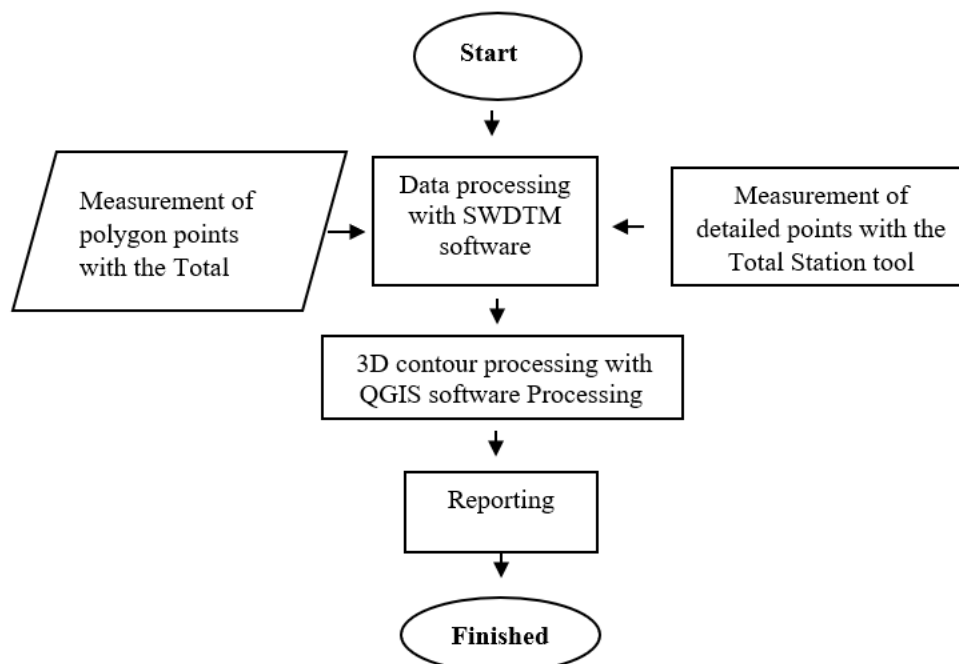 Start
Measurement of
polygon points
with the Total
Data processing
with SWDTM
software
Measurement of
detailed points with the
Total Station tool
3D contour processing with
QGIS software Processing
Reporting
Finished